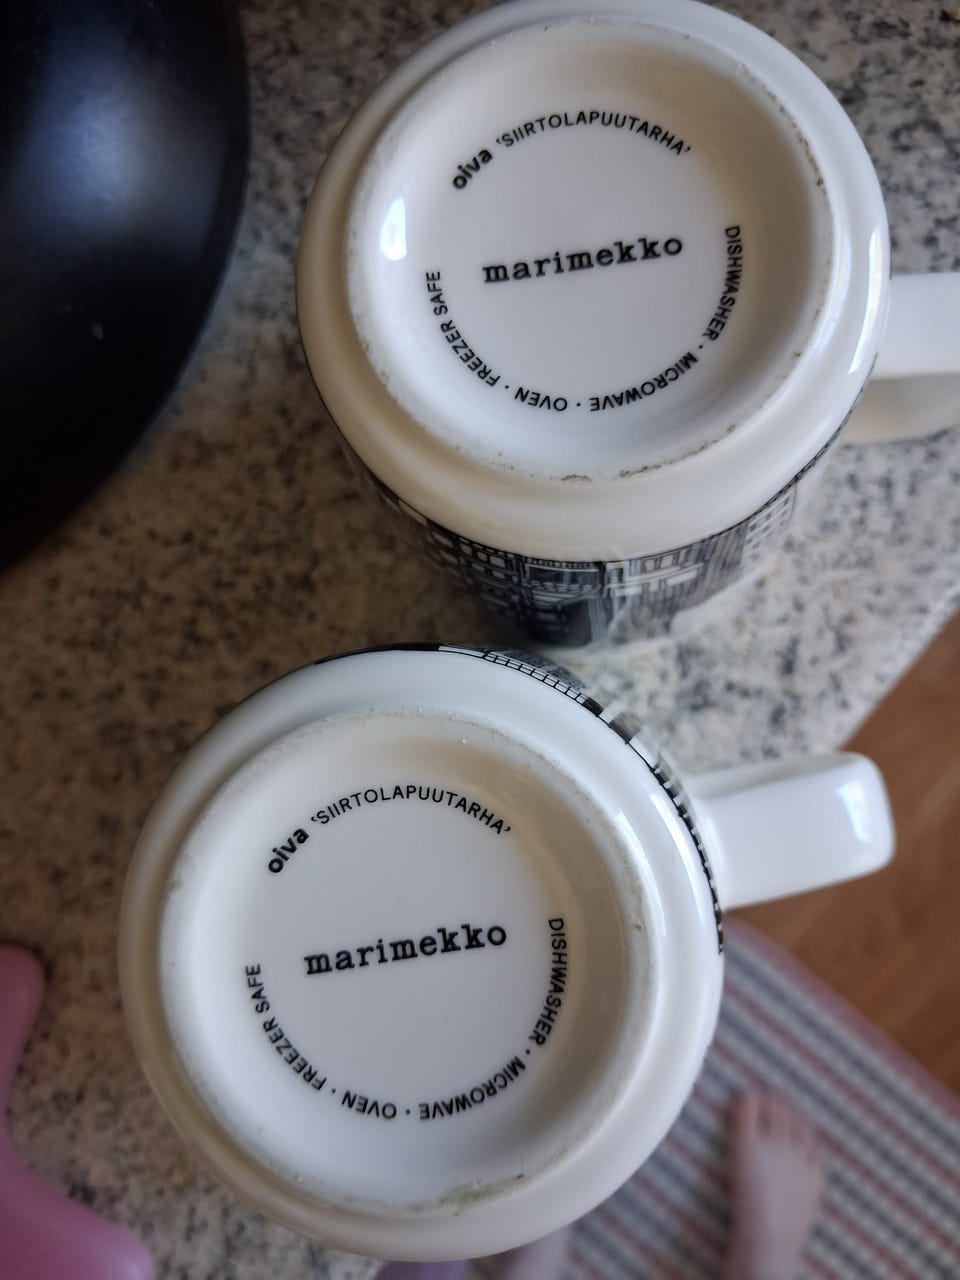 oiva 'SIIRTOLAPUUTARHA'
marimekko
DISHWASHER · MICROWAVE · OVEN · FREEZER SAFE
oiva 'SIIRTOLAPUUTARHA'
marimekko
DISHWASHER · MICROWAVE · OVEN · FREEZER SAFE